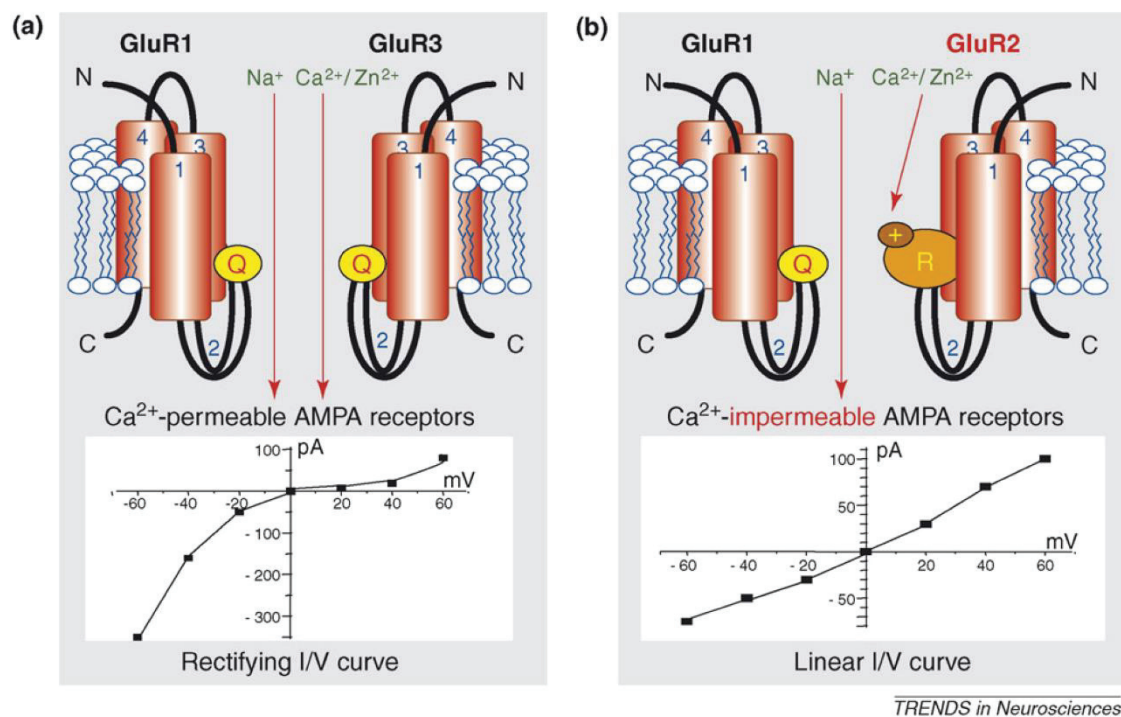 (a)
GluR1 GluR3
N Na⁺ Ca²⁺/Zn²⁺ N
4 3 3 4
1 1
Q Q
C 2 2 C
Ca²⁺-permeable AMPA receptors
pA
100
mV
-60 -40 -20 20 40 60
- 100
- 200
- 300
Rectifying I/V curve
(b)
GluR1 GluR2
N Na⁺ Ca²⁺/Zn²⁺ N
4 3 3 4
1 1
+
Q R
C 2 2 C
Ca²⁺-impermeable AMPA receptors
pA
100
50
mV
- 60 - 40 - 20 20 40 60
- 50
Linear I/V curve
TRENDS in Neurosciences